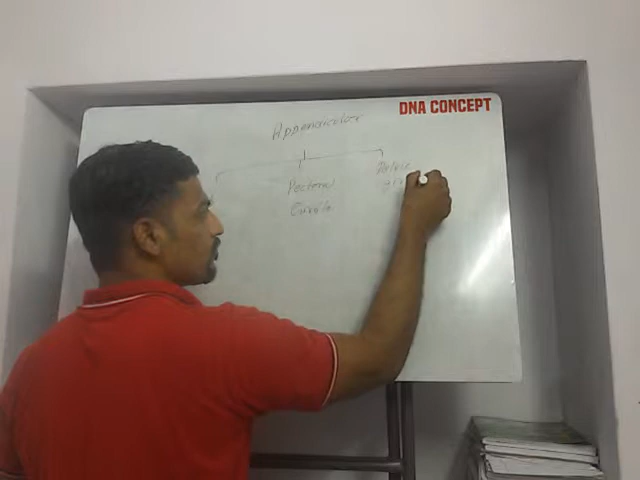 DNA CONCEPT
Appendicular
Pectoral
Girdle
Pelvic